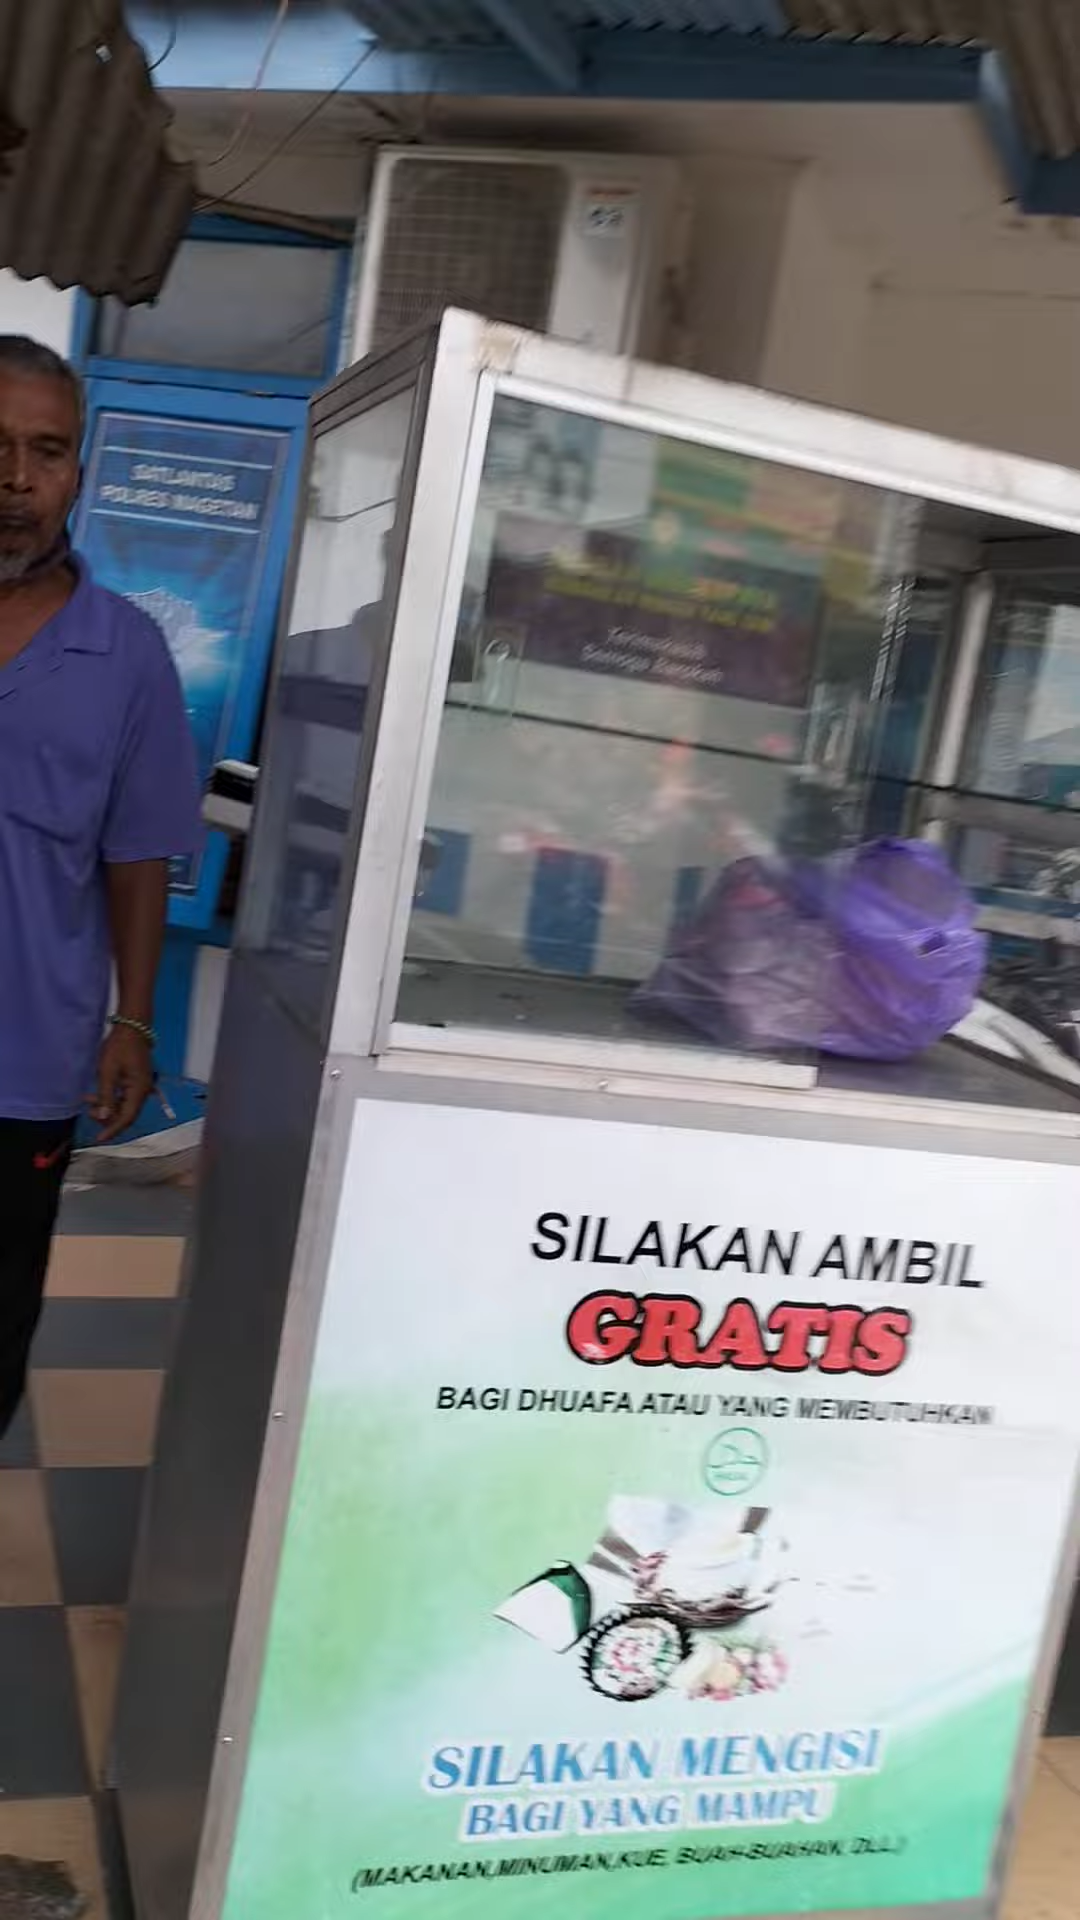 SATLANTAS
POLRES MAGETAN
SILAKAN AMBIL
GRATIS
BAGI DHUAFA ATAU YANG MEMBUTUHKAN
SILAKAN MENGISI
BAGI YANG MAMPU
(MAKANAN,MINUMAN,KUE, BUAH-BUAHAN, DLL)